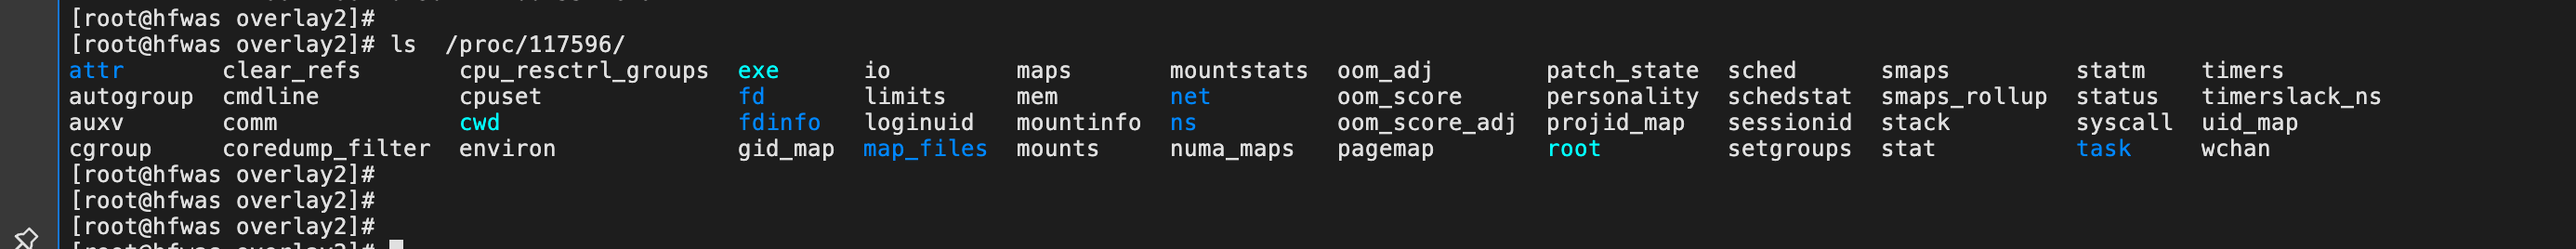 [root@hfwas overlay2]#
[root@hfwas overlay2]# ls  /proc/117596/
attr       clear_refs       cpu_resctrl_groups  exe      io         maps       mountstats  oom_adj        patch_state  sched      smaps         statm    timers
autogroup  cmdline          cpuset              fd       limits     mem        net         oom_score      personality  schedstat  smaps_rollup  status   timerslack_ns
auxv       comm             cwd                 fdinfo   loginuid   mountinfo  ns          oom_score_adj  projid_map   sessionid  stack         syscall  uid_map
cgroup     coredump_filter  environ             gid_map  map_files  mounts     numa_maps   pagemap        root         setgroups  stat          task     wchan
[root@hfwas overlay2]#
[root@hfwas overlay2]#
[root@hfwas overlay2]#
[root@hfwas overlay2]#